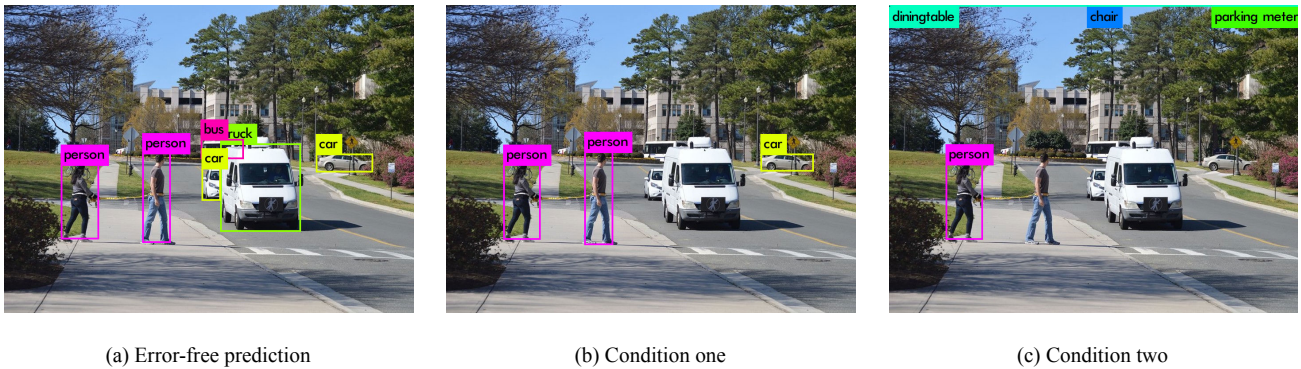 person
person
bus
ruck
car
car
person
person
car
diningtable
chair
parking meter
person
(a) Error-free prediction
(b) Condition one
(c) Condition two